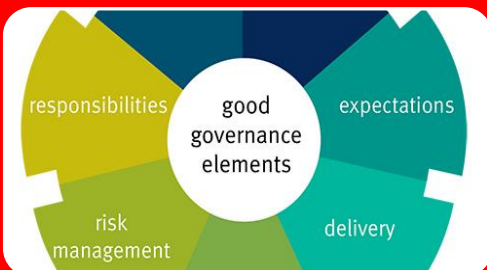 responsibilities
good
governance
elements
expectations
risk
management
delivery